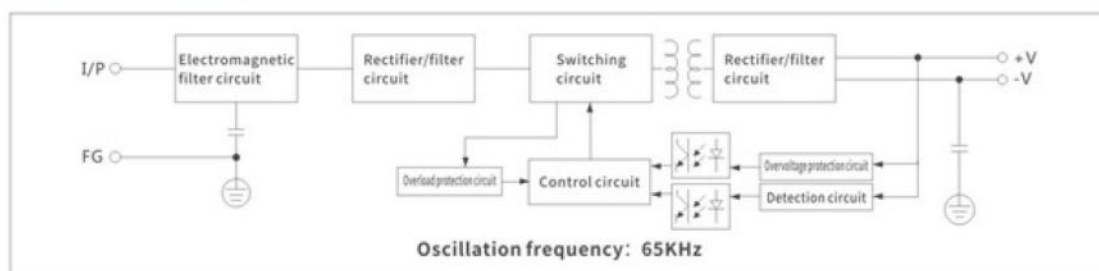 I/P
Electromagnetic
filter circuit
Rectifier/filter
circuit
Switching
circuit
Rectifier/filter
circuit
+V
-V
FG
Overload protection circuit
Control circuit
Overvoltage protection circuit
Detection circuit
Oscillation frequency: 65KHz